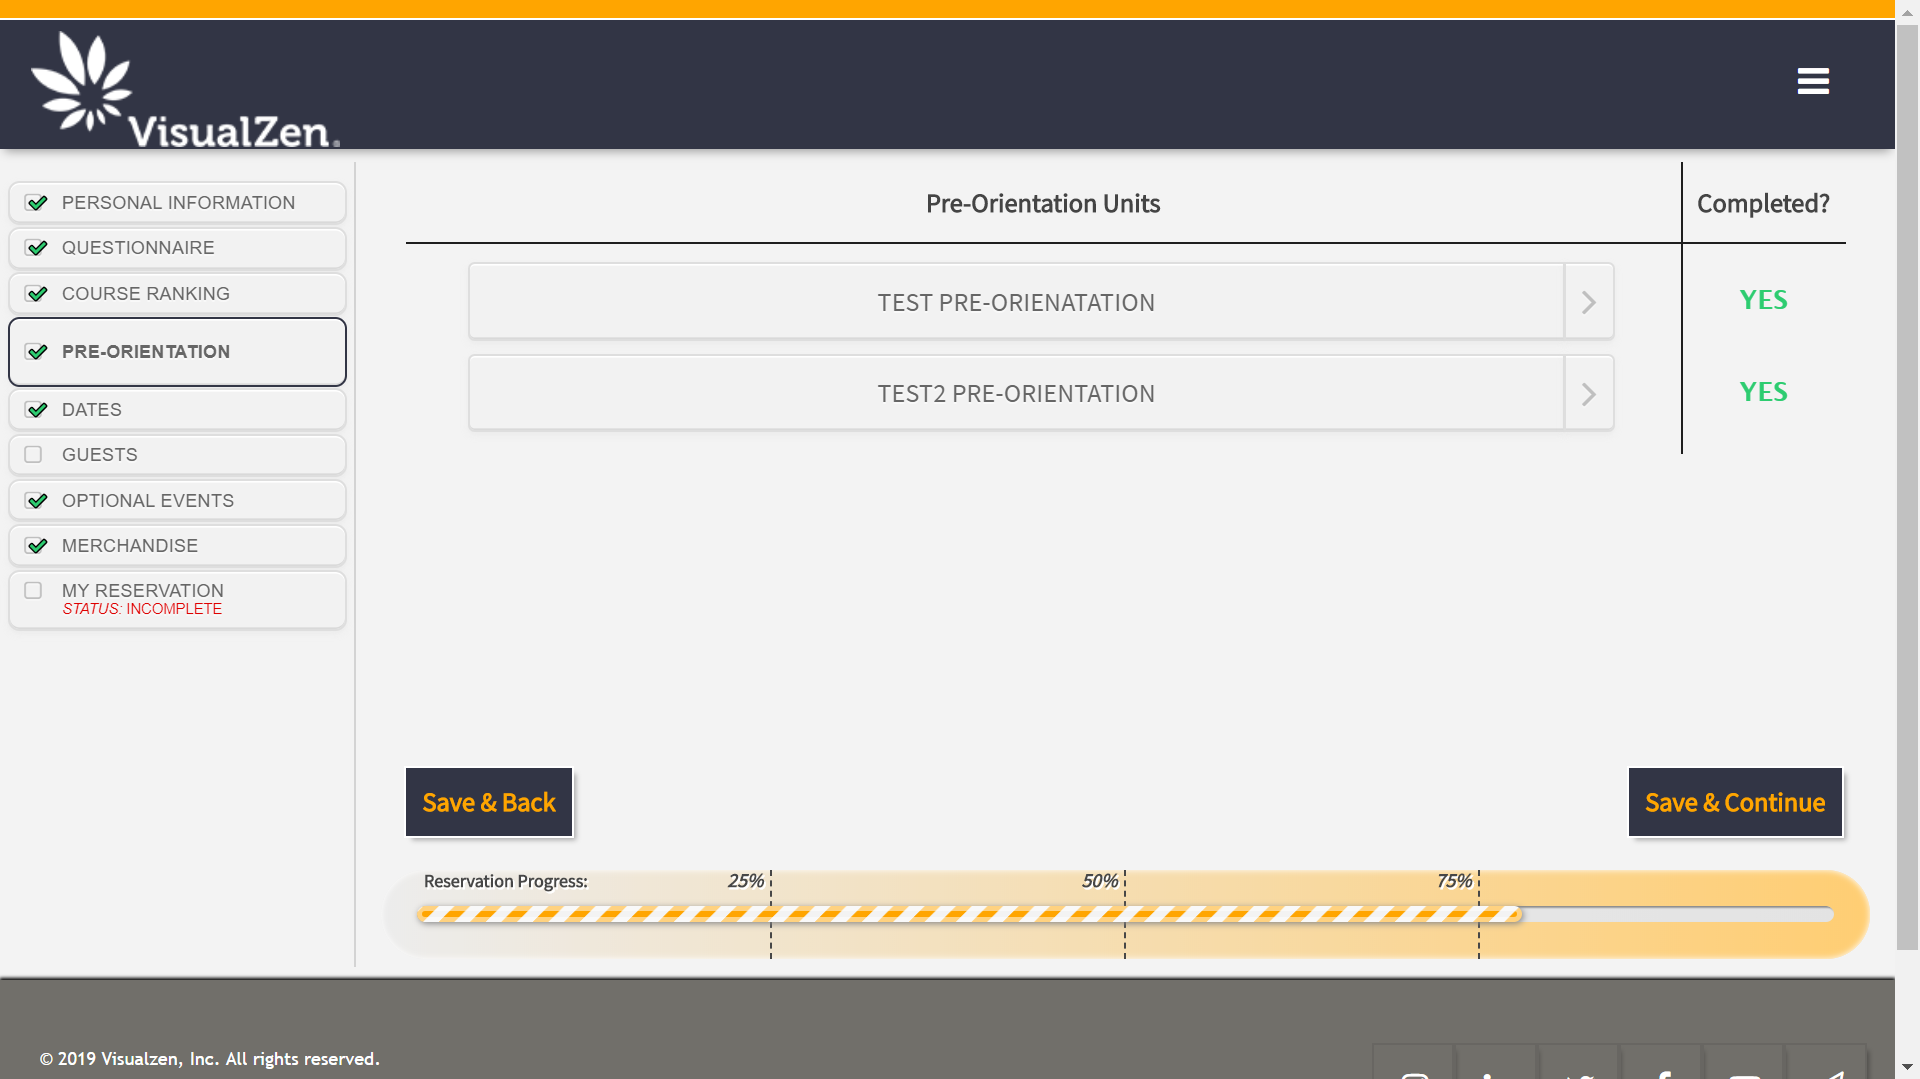 VisualZen.
PERSONAL INFORMATION
QUESTIONNAIRE
COURSE RANKING
PRE-ORIENTATION
DATES
GUESTS
OPTIONAL EVENTS
MERCHANDISE
MY RESERVATION
STATUS: INCOMPLETE
Pre-Orientation Units
Completed?
TEST PRE-ORIENATATION
YES
TEST2 PRE-ORIENTATION
YES
Save & Back
Save & Continue
Reservation Progress:
25%
50%
75%
© 2019 Visualzen, Inc. All rights reserved.